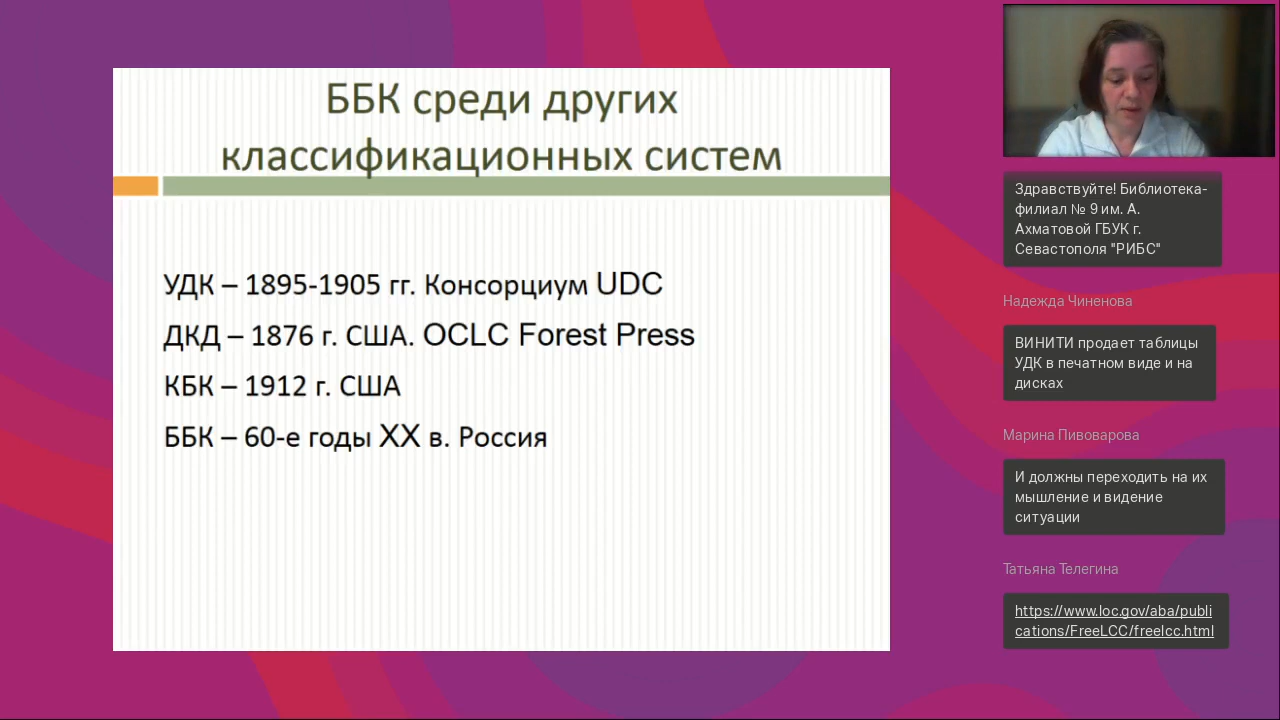 ББК среди других
классификационных систем
УДК – 1895-1905 гг. Консорциум UDC
ДКД – 1876 г. США. OCLC Forest Press
КБК – 1912 г. США
ББК – 60-е годы XX в. Россия
Здравствуйте! Библиотека-
филиал № 9 им. А.
Ахматовой ГБУК г.
Севастополя "РИБС"
Надежда Чиненова
ВИНИТИ продает таблицы
УДК в печатном виде и на
дисках
Марина Пивоварова
И должны переходить на их
мышление и видение
ситуации
Татьяна Телегина
https://www.loc.gov/aba/publi
cations/FreeLCC/freelcc.html